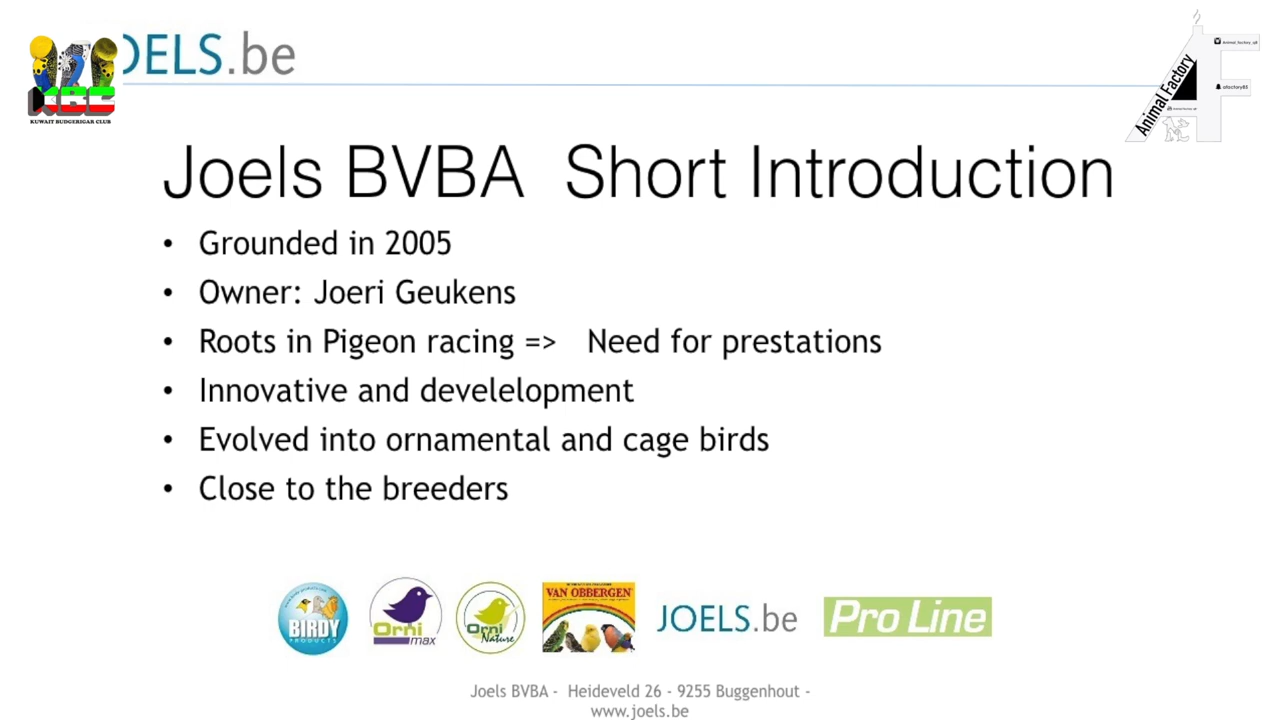 JOELS.be
KBC
KUWAIT BUDGERIGAR CLUB
Animal Factory
AF
Joels BVBA Short Introduction
• Grounded in 2005
• Owner: Joeri Geukens
• Roots in Pigeon racing => Need for prestations
• Innovative and develelopment
• Evolved into ornamental and cage birds
• Close to the breeders
BIRDY
PRODUCTS
Orni
max
Orni
Nature
VAN OBBERGEN
JOELS.be
Pro Line
Joels BVBA - Heideveld 26 - 9255 Buggenhout -
www.joels.be